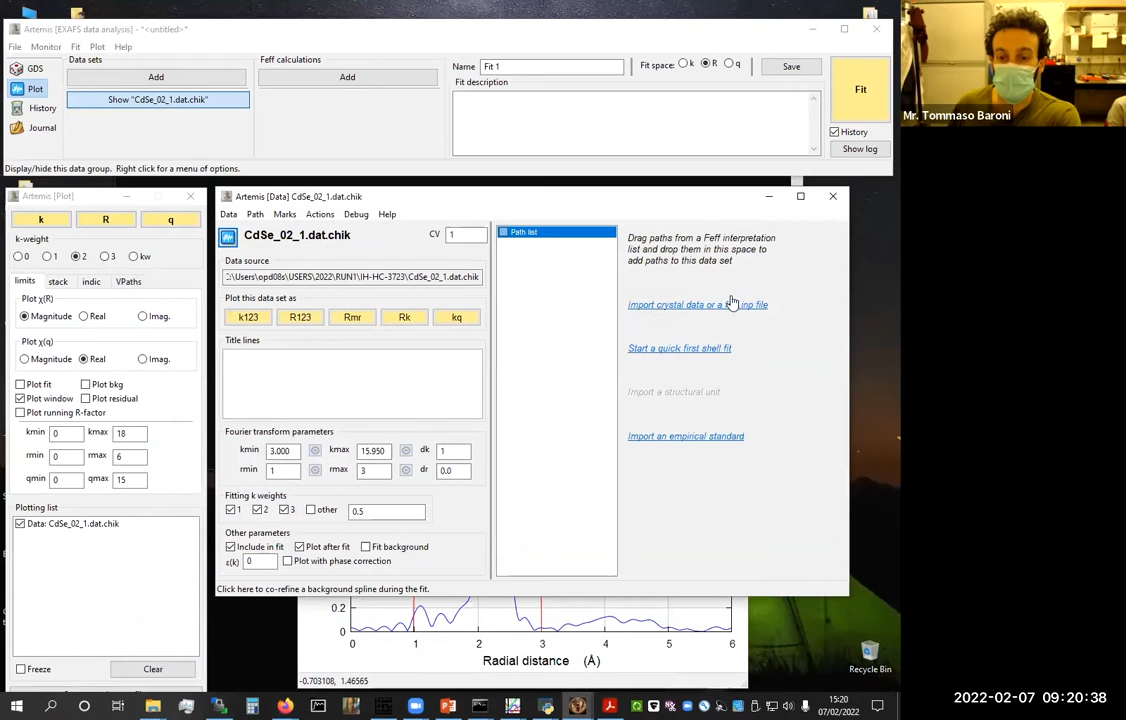 Artemis [EXAFS data analysis] - *<untitled>*
File Monitor Fit Plot Help
GDS
Plot
History
Journal
Data sets
Add
Show "CdSe_02_1.dat.chik"
Feff calculations
Add
Name Fit 1
Fit space: k R q
Save
Fit description
Fit
History
Show log
Display/hide this data group. Right click for a menu of options.
Mr. Tommaso Baroni
Artemis [Plot]
k R q
k-weight
0 1 2 3 kw
limits stack indic VPaths
Plot χ(R)
Magnitude Real Imag.
Plot χ(q)
Magnitude Real Imag.
Plot fit Plot bkg
Plot window Plot residual
Plot running R-factor
kmin 0 kmax 18
rmin 0 rmax 6
qmin 0 qmax 15
Plotting list
Data: CdSe_02_1.dat.chik
Freeze Clear
Artemis [Data] CdSe_02_1.dat.chik
Data Path Marks Actions Debug Help
CdSe_02_1.dat.chik CV 1
Data source
:\Users\opd08s\USERS\2022\RUN1\IH-HC-3723\CdSe_02_1.dat.chik
Plot this data set as
k123 R123 Rmr Rk kq
Title lines
Fourier transform parameters
kmin 3.000 kmax 15.950 dk 1
rmin 1 rmax 3 dr 0.0
Fitting k weights
1 2 3 other 0.5
Other parameters
Include in fit Plot after fit Fit background
ε(k) 0 Plot with phase correction
Click here to co-refine a background spline during the fit.
Path list
Drag paths from a Feff interpretation
list and drop them in this space to
add paths to this data set
Import crystal data or a inp file
Start a quick first shell fit
Import a structural unit
Import an empirical standard
0.2
0
0 1 2 3 4 5 6
Radial distance (Å)
-0.703108, 1.46565
Recycle Bin
15:20
07/02/2022
2022-02-07 09:20:38